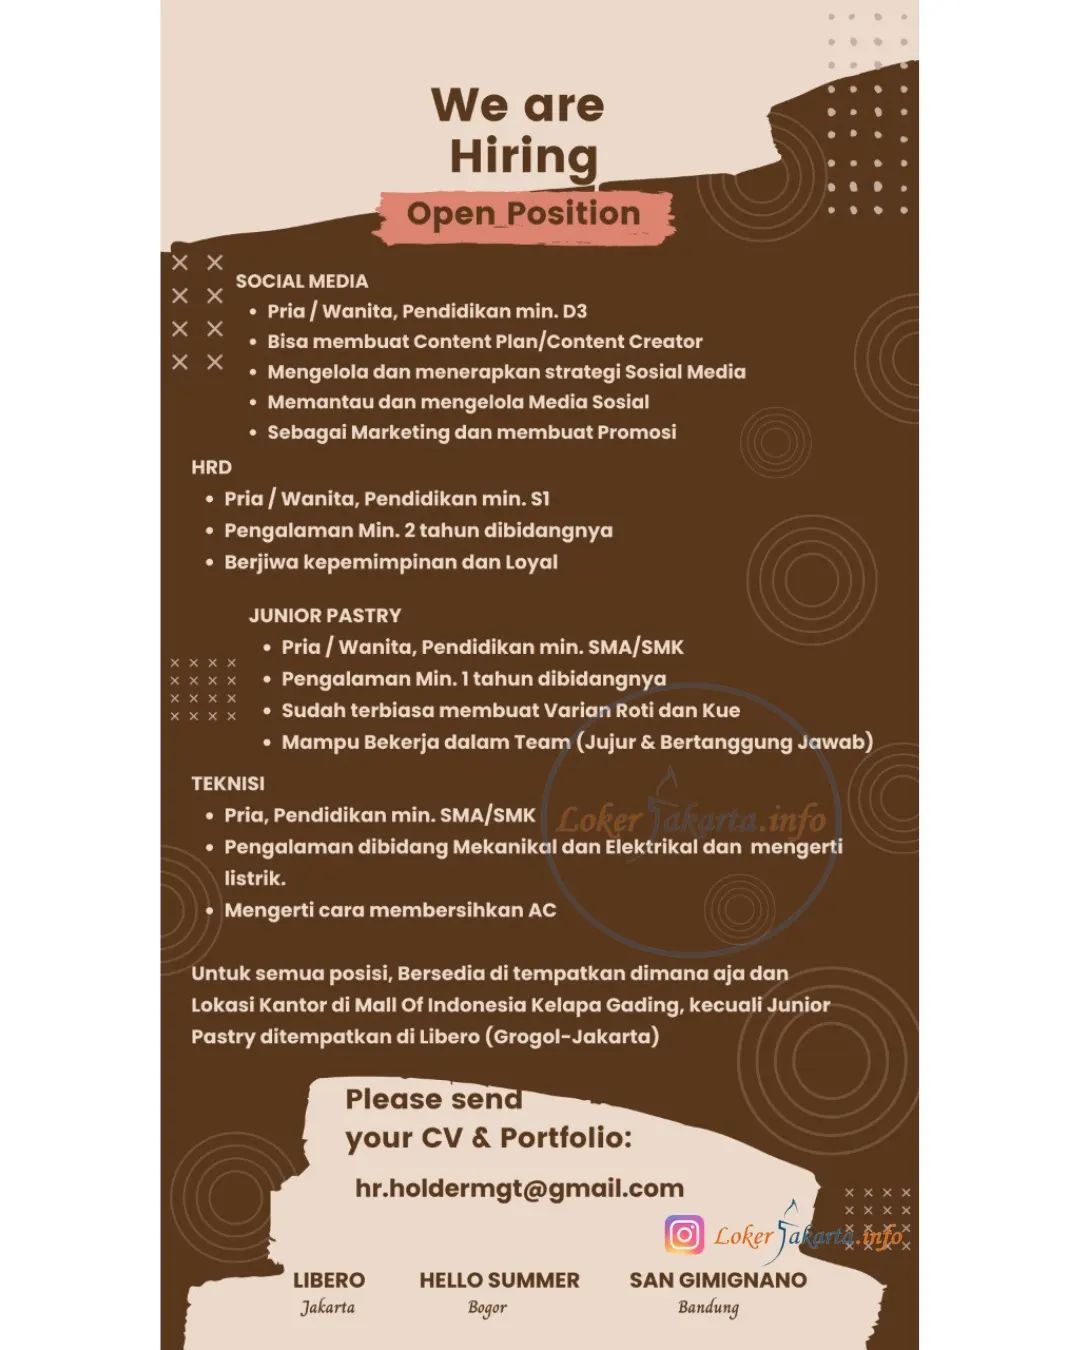 We are
Hiring
Open Position
SOCIAL MEDIA
• Pria / Wanita, Pendidikan min. D3
• Bisa membuat Content Plan/Content Creator
• Mengelola dan menerapkan strategi Sosial Media
• Memantau dan mengelola Media Sosial
• Sebagai Marketing dan membuat Promosi
HRD
• Pria / Wanita, Pendidikan min. S1
• Pengalaman Min. 2 tahun dibidangnya
• Berjiwa kepemimpinan dan Loyal
JUNIOR PASTRY
• Pria / Wanita, Pendidikan min. SMA/SMK
• Pengalaman Min. 1 tahun dibidangnya
• Sudah terbiasa membuat Varian Roti dan Kue
• Mampu Bekerja dalam Team (Jujur & Bertanggung Jawab)
TEKNISI
• Pria, Pendidikan min. SMA/SMK
Loker Jakarta.info
• Pengalaman dibidang Mekanikal dan Elektrikal dan mengerti
listrik.
• Mengerti cara membersihkan AC
Untuk semua posisi, Bersedia di tempatkan dimana aja dan
Lokasi Kantor di Mall Of Indonesia Kelapa Gading, kecuali Junior
Pastry ditempatkan di Libero (Grogol-Jakarta)
Please send
your CV & Portfolio:
hr.holdermgt@gmail.com
Loker Jakarta.info
LIBERO HELLO SUMMER SAN GIMIGNANO
Jakarta Bogor Bandung